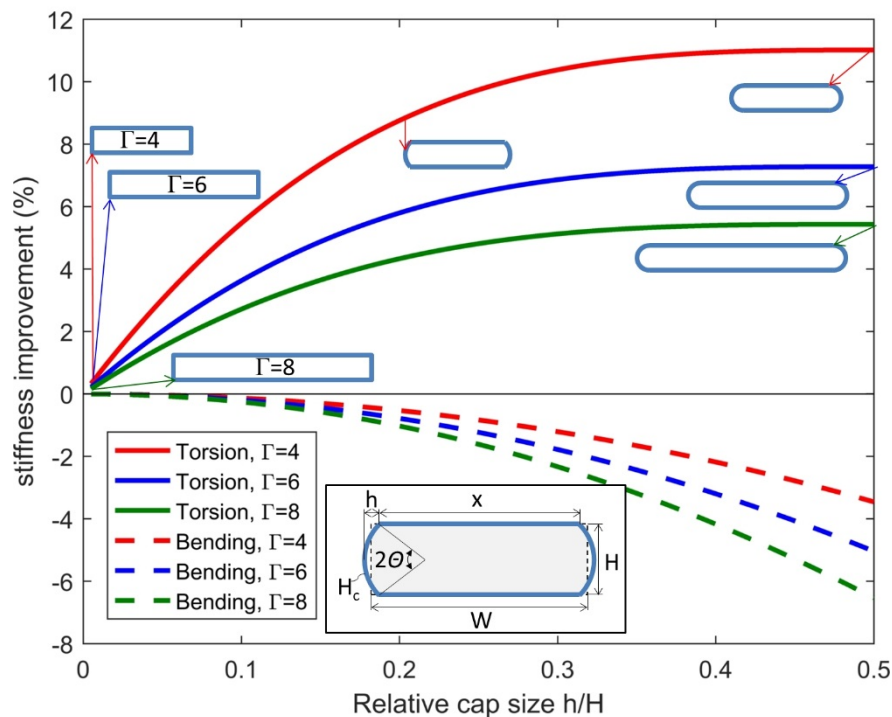 12
10
8
6
4
2
0
-2
-4
-6
-8
stiffness improvement (%)
Γ=4
Γ=6
Γ=8
Torsion, Γ=4
Torsion, Γ=6
Torsion, Γ=8
Bending, Γ=4
Bending, Γ=6
Bending, Γ=8
h
x
2Θ
H
H_c
W
0
0.1
0.2
0.3
0.4
0.5
Relative cap size h/H